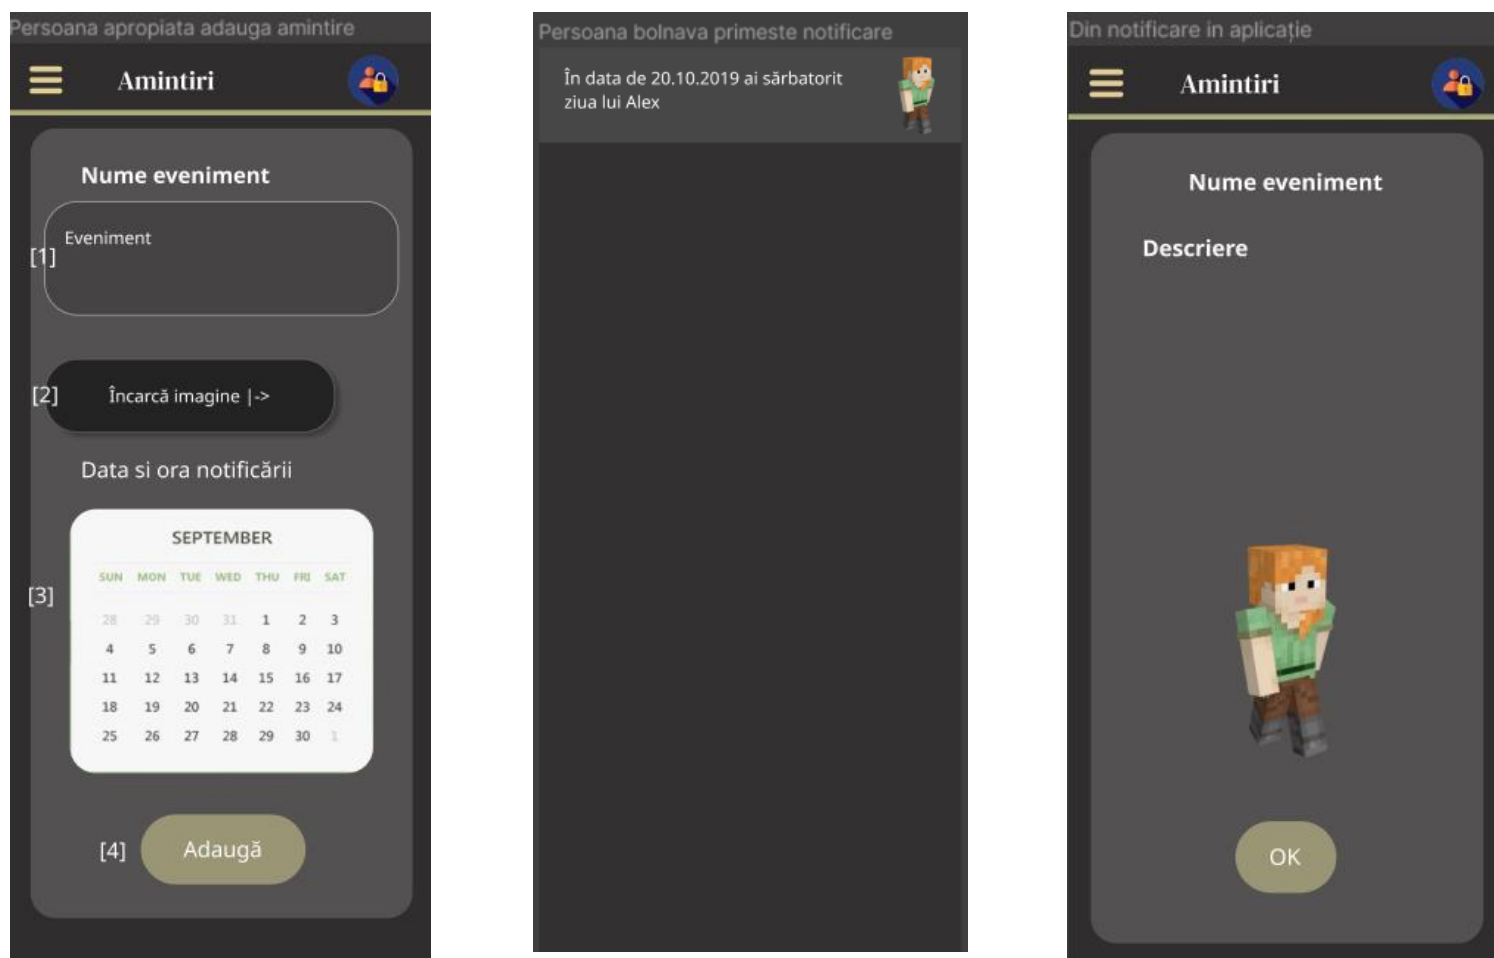 Persoana apropiata adauga amintire
Amintiri
Nume eveniment
[1]
Eveniment
[2]
Încarcă imagine |->
Data si ora notificării
[3]
SEPTEMBER
SUN MON TUE WED THU FRI SAT
28 29 30 31 1 2 3
4 5 6 7 8 9 10
11 12 13 14 15 16 17
18 19 20 21 22 23 24
25 26 27 28 29 30 1
[4]
Adaugă
Persoana bolnava primeste notificare
În data de 20.10.2019 ai sărbatorit
ziua lui Alex
Din notificare in aplicație
Amintiri
Nume eveniment
Descriere
OK